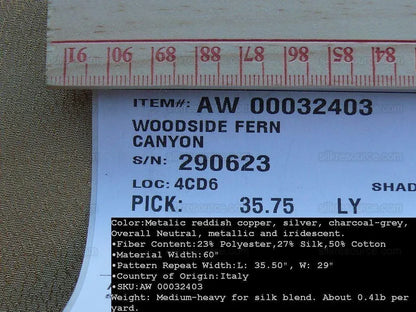 91 90 89 88 87 86 85 84
ITEM#: AW 00032403
WOODSIDE FERN
CANYON
S/N: 290623
LOC: 4CD6
SHAD
PICK: 35.75 LY
Color:Metalic reddish copper, silver, charcoal-grey,
Overall Neutral, metallic and iridescent.
•Fiber Content:23% Polyester,27% Silk,50% Cotton
•Material Width:60"
•Pattern Repeat Width:L: 35.50", W: 29"
•Country of Origin:Italy
•SKU:AW 00032403
Weight: Medium-heavy for silk blend. About 0.4lb per
yard.